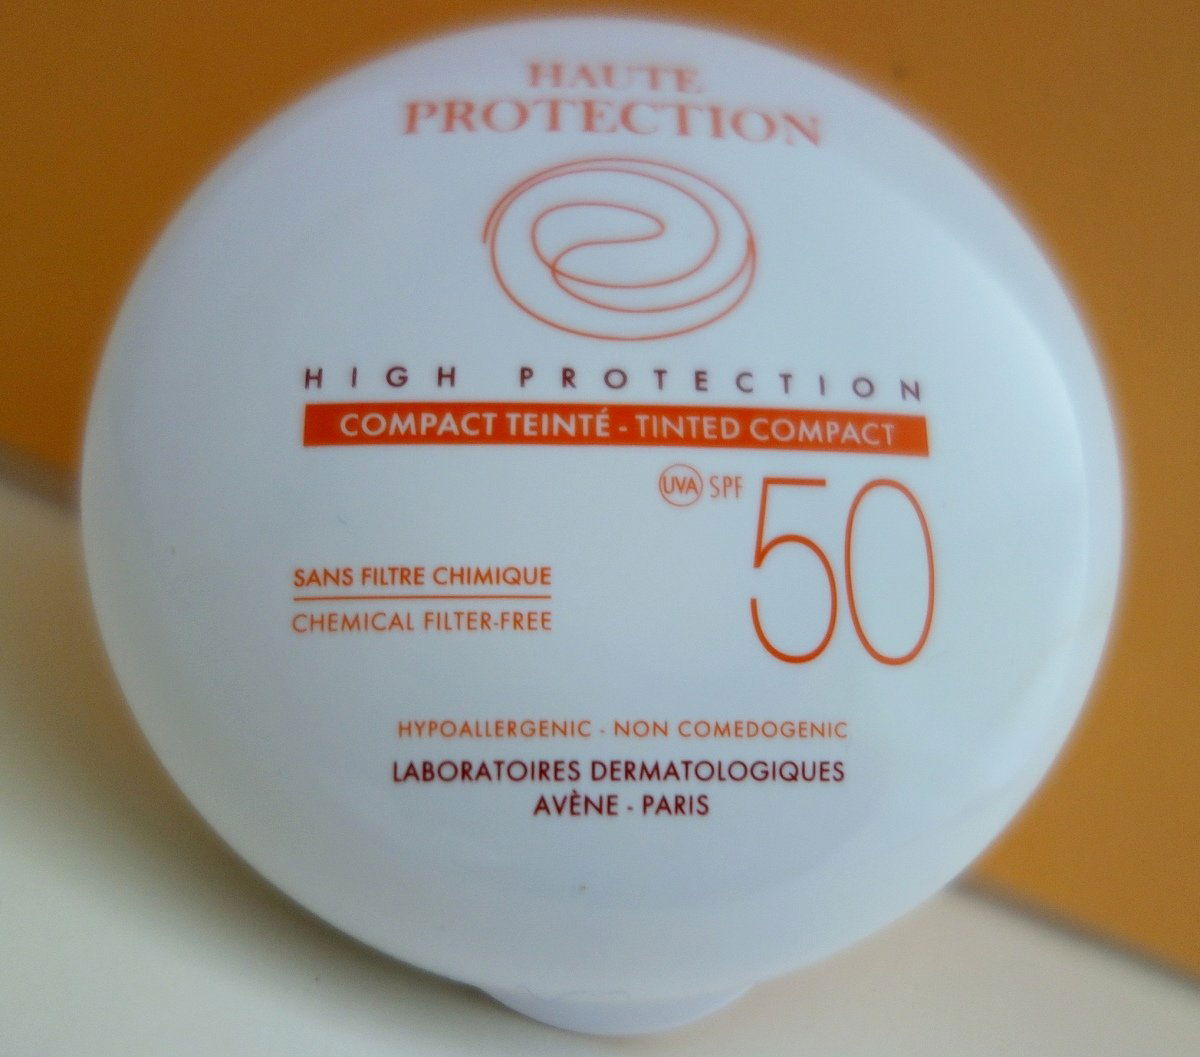 HAUTE
PROTECTION
HIGH PROTECTION
COMPACT TEINTÉ - TINTED COMPACT
UVA SPF 50
SANS FILTRE CHIMIQUE
CHEMICAL FILTER-FREE
HYPOALLERGENIC - NON COMEDOGENIC
LABORATOIRES DERMATOLOGIQUES
AVÈNE - PARIS